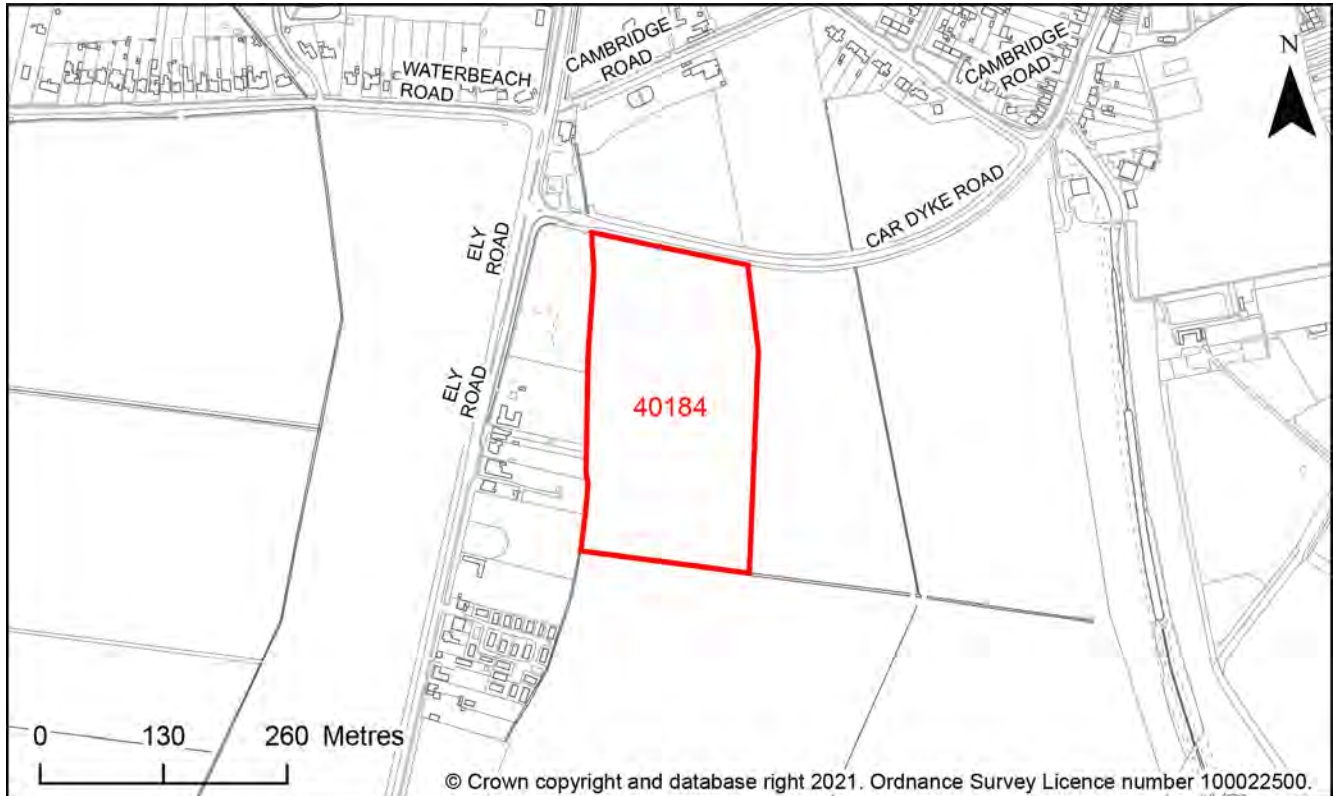 CAMBRIDGE
ROAD
WATERBEACH
ROAD
CAMBRIDGE
ROAD
N
CAR DYKE ROAD
ELY
ROAD
ELY
ROAD
40184
0 130 260 Metres
© Crown copyright and database right 2021. Ordnance Survey Licence number 100022500.